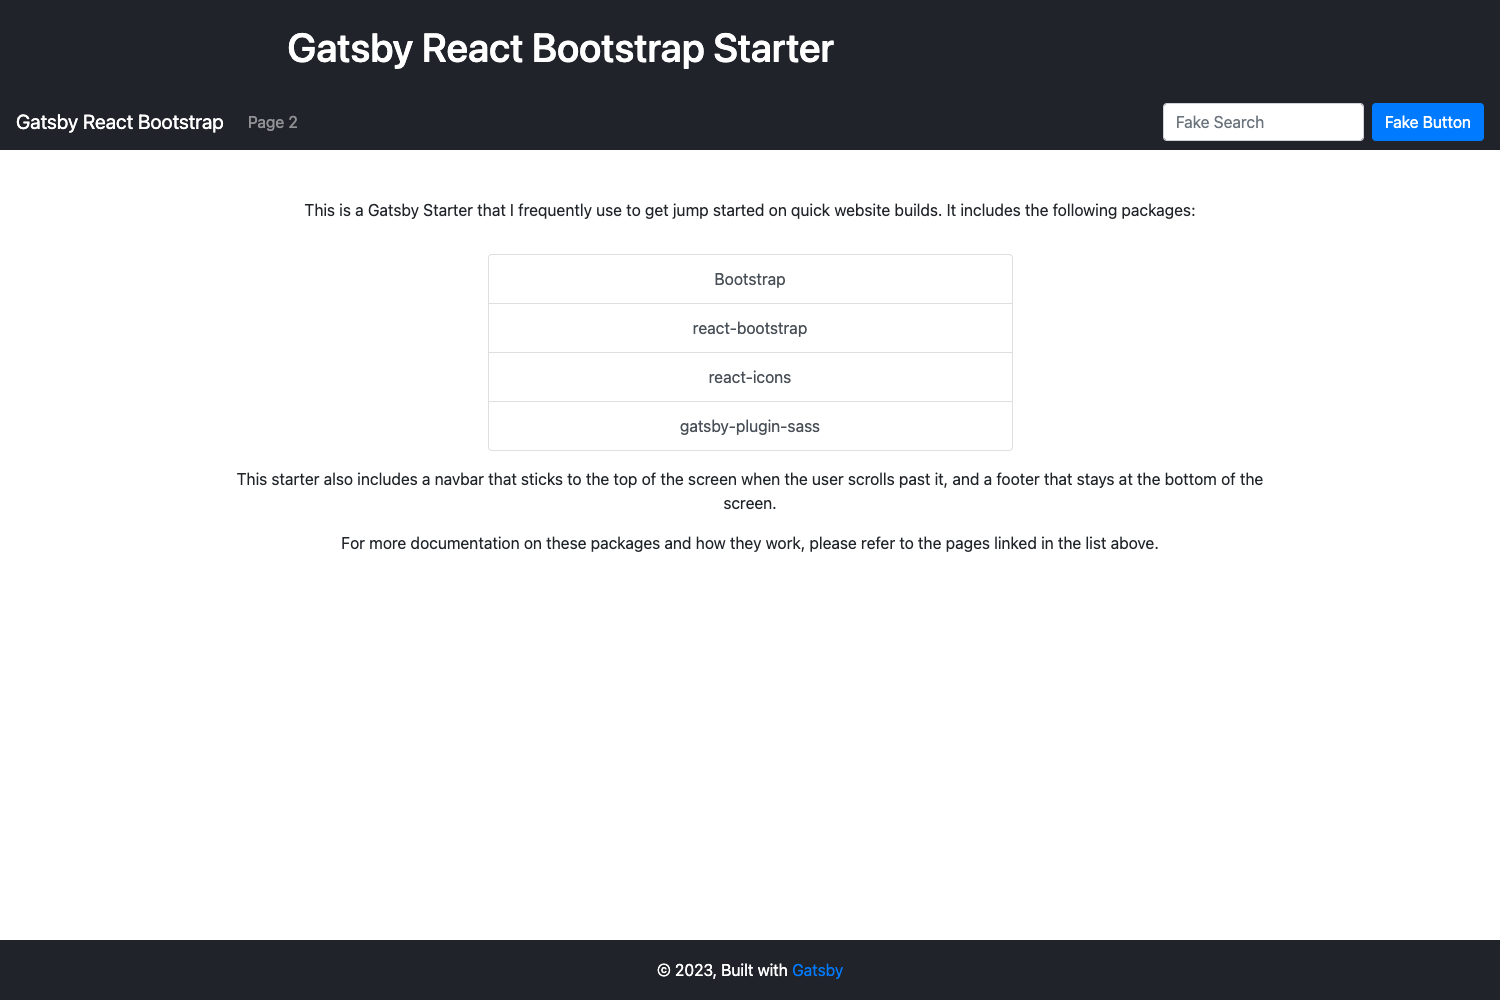 Gatsby React Bootstrap Starter
Gatsby React Bootstrap Page 2 Fake Search Fake Button
This is a Gatsby Starter that I frequently use to get jump started on quick website builds. It includes the following packages:
Bootstrap
react-bootstrap
react-icons
gatsby-plugin-sass
This starter also includes a navbar that sticks to the top of the screen when the user scrolls past it, and a footer that stays at the bottom of the
screen.
For more documentation on these packages and how they work, please refer to the pages linked in the list above.
© 2023, Built with Gatsby